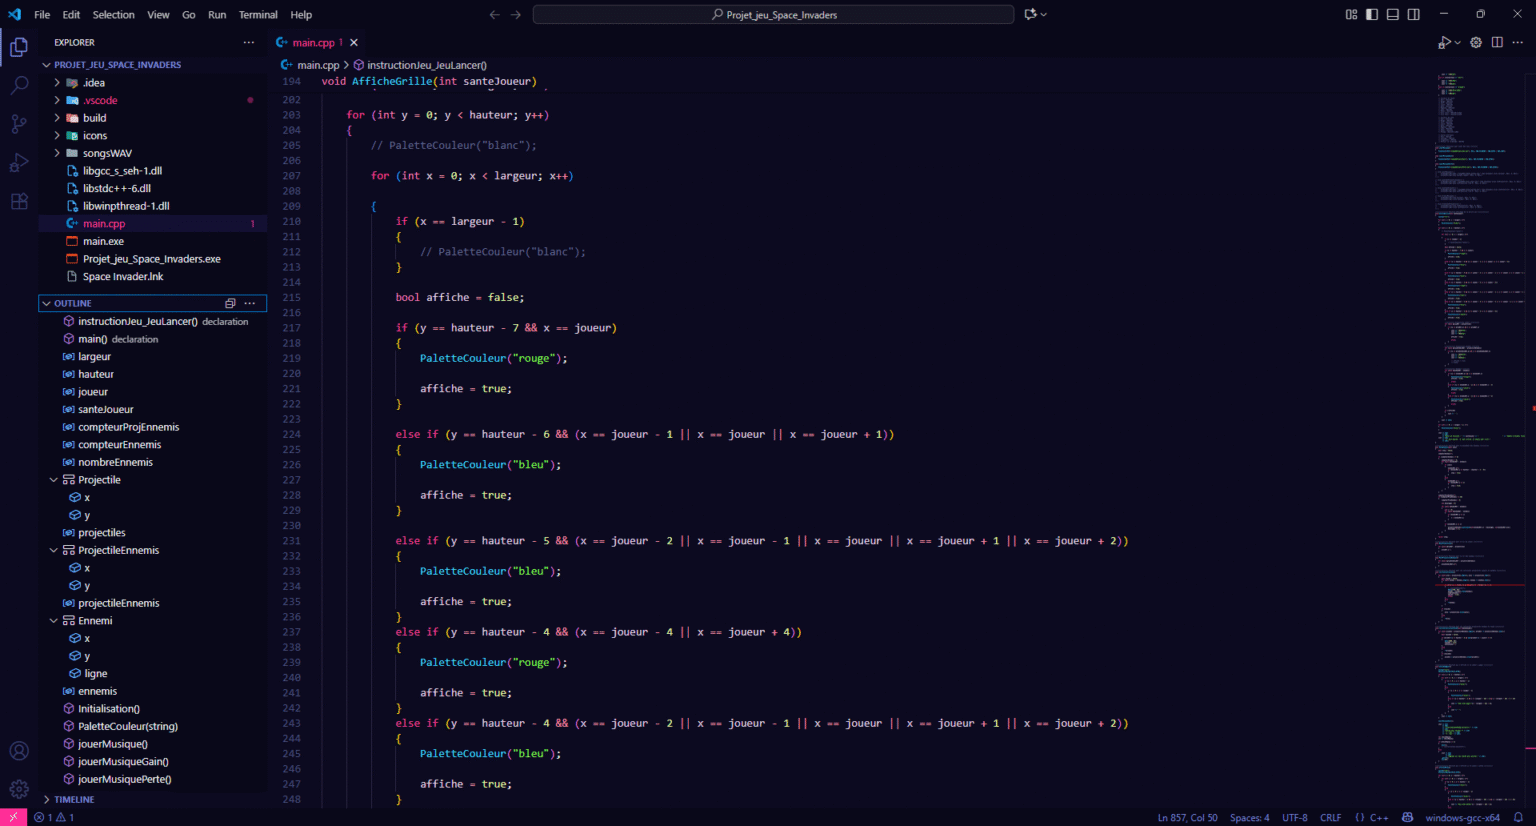 File Edit Selection View Go Run Terminal Help
Projet_jeu_Space_Invaders
EXPLORER
PROJET_JEU_SPACE_INVADERS
.idea
.vscode
build
icons
songsWAV
libgcc_s_seh-1.dll
libstdc++-6.dll
libwinpthread-1.dll
main.cpp 1
main.exe
Projet_jeu_Space_Invaders.exe
Space Invader.lnk
OUTLINE
instructionJeu_JeuLancer() declaration
main() declaration
largeur
hauteur
joueur
santeJoueur
compteurProjEnnemis
compteurEnnemis
nombreEnnemis
Projectile
x
y
projectiles
ProjectileEnnemis
x
y
projectileEnnemis
Ennemi
x
y
ligne
ennemis
Initialisation()
PaletteCouleur(string)
jouerMusique()
jouerMusiqueGain()
jouerMusiquePerte()
TIMELINE
main.cpp 1
main.cpp > instructionJeu_JeuLancer()
194 void AfficheGrille(int santeJoueur)
202
203 for (int y = 0; y < hauteur; y++)
204 {
205 // PaletteCouleur("blanc");
206
207 for (int x = 0; x < largeur; x++)
208
209 {
210 if (x == largeur - 1)
211 {
212 // PaletteCouleur("blanc");
213 }
214
215 bool affiche = false;
216
217 if (y == hauteur - 7 && x == joueur)
218 {
219 PaletteCouleur("rouge");
220
221 affiche = true;
222 }
223
224 else if (y == hauteur - 6 && (x == joueur - 1 || x == joueur || x == joueur + 1))
225 {
226 PaletteCouleur("bleu");
227
228 affiche = true;
229 }
230
231 else if (y == hauteur - 5 && (x == joueur - 2 || x == joueur - 1 || x == joueur || x == joueur + 1 || x == joueur + 2))
232 {
233 PaletteCouleur("bleu");
234
235 affiche = true;
236 }
237 else if (y == hauteur - 4 && (x == joueur - 4 || x == joueur + 4))
238 {
239 PaletteCouleur("rouge");
240
241 affiche = true;
242 }
243 else if (y == hauteur - 4 && (x == joueur - 2 || x == joueur - 1 || x == joueur || x == joueur + 1 || x == joueur + 2))
244 {
245 PaletteCouleur("bleu");
246
247 affiche = true;
248 }
1 1
Ln 857, Col 50 Spaces: 4 UTF-8 CRLF {} C++ windows-gcc-x64